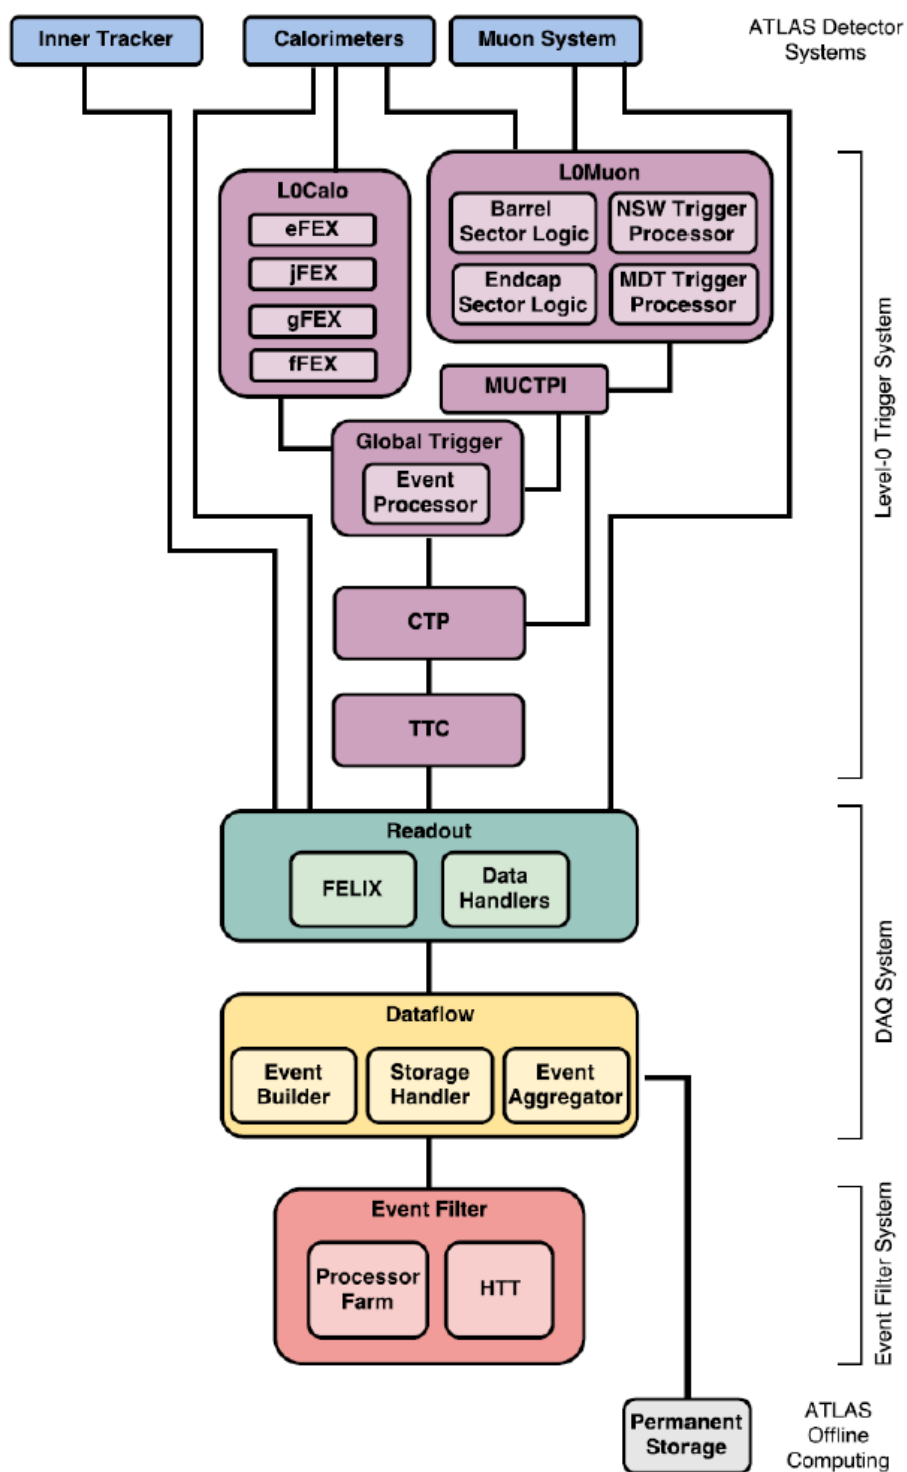 Inner Tracker
Calorimeters
Muon System
ATLAS Detector
Systems
L0Calo
eFEX
jFEX
gFEX
fFEX
L0Muon
Barrel
Sector Logic
NSW Trigger
Processor
Endcap
Sector Logic
MDT Trigger
Processor
MUCTPI
Global Trigger
Event
Processor
CTP
TTC
Level-0 Trigger System
Readout
FELIX
Data
Handlers
Dataflow
Event
Builder
Storage
Handler
Event
Aggregator
DAQ System
Event Filter
Processor
Farm
HTT
Event Filter System
Permanent
Storage
ATLAS
Offline
Computing